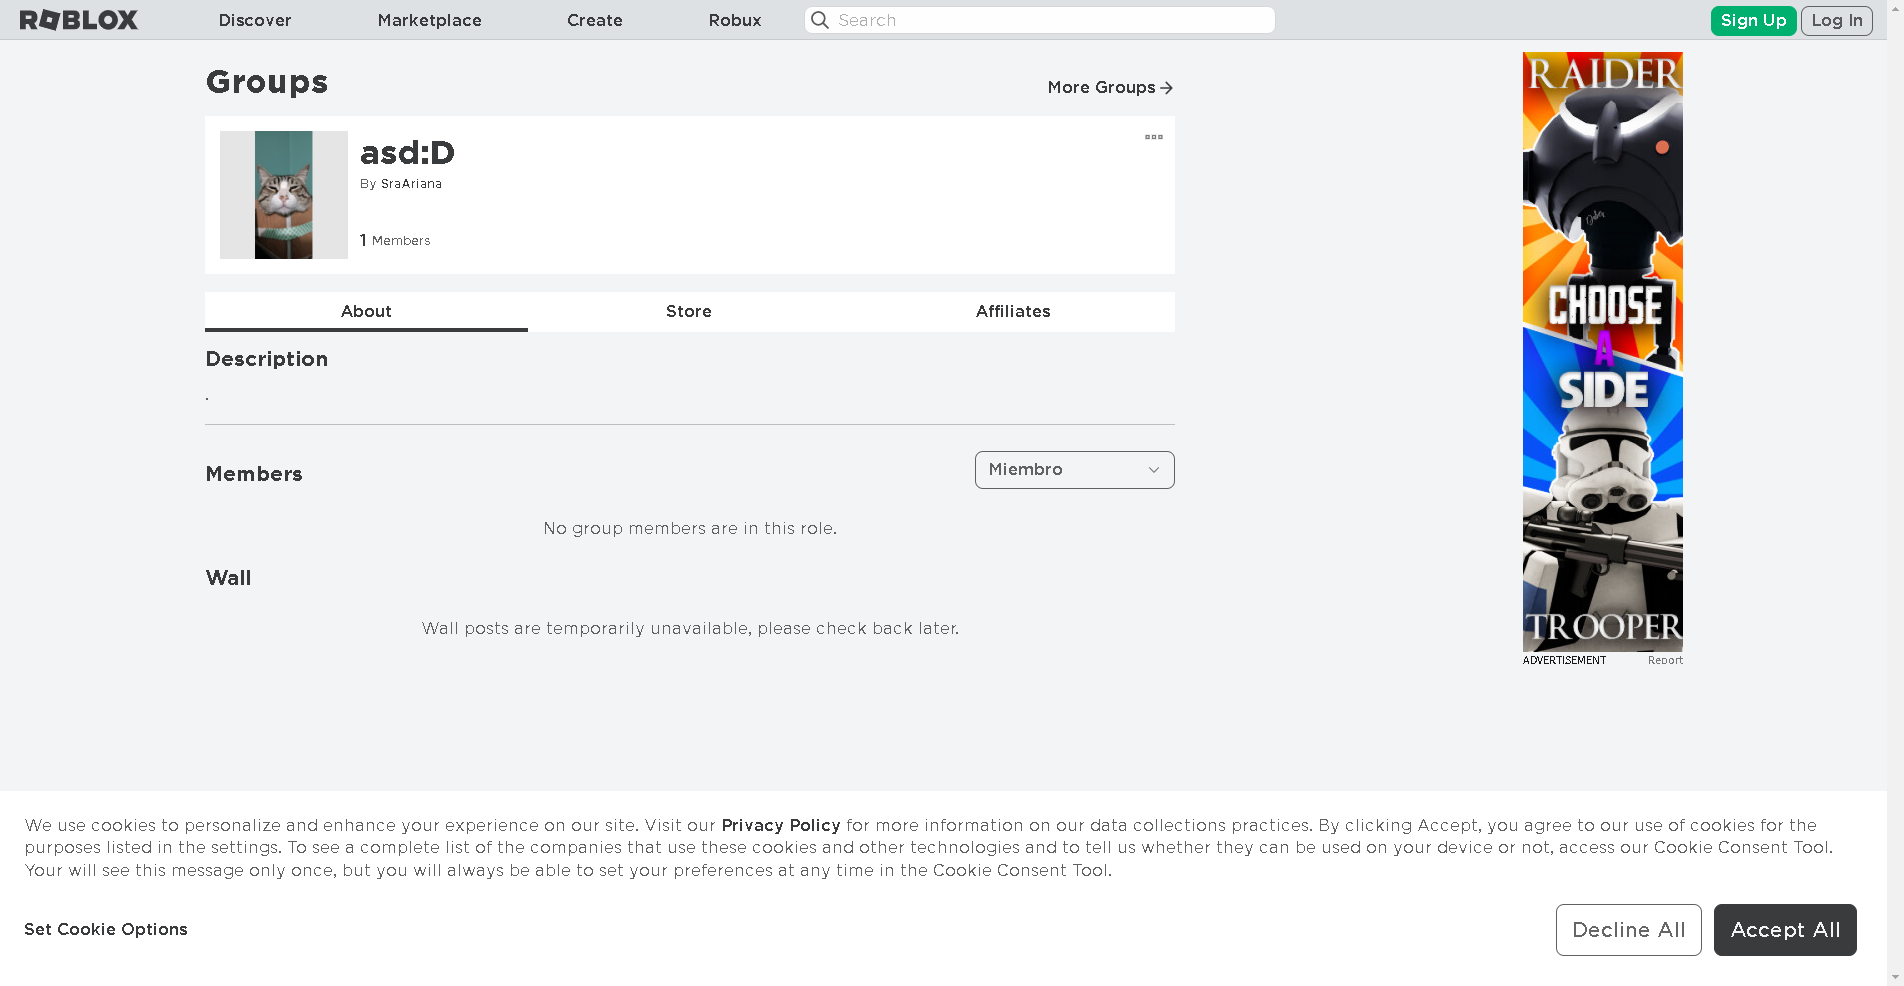 ROBLOX
Discover
Marketplace
Create
Robux
Search
Sign Up
Log In
Groups
More Groups
asd:D
By SraAriana
1 Members
About
Store
Affiliates
Description
.
Members
Miembro
No group members are in this role.
Wall
Wall posts are temporarily unavailable, please check back later.
RAIDER
CHOOSE
A
SIDE
TROOPER
ADVERTISEMENT
Report
We use cookies to personalize and enhance your experience on our site. Visit our Privacy Policy for more information on our data collections practices. By clicking Accept, you agree to our use of cookies for the
purposes listed in the settings. To see a complete list of the companies that use these cookies and other technologies and to tell us whether they can be used on your device or not, access our Cookie Consent Tool.
Your will see this message only once, but you will always be able to set your preferences at any time in the Cookie Consent Tool.
Set Cookie Options
Decline All
Accept All